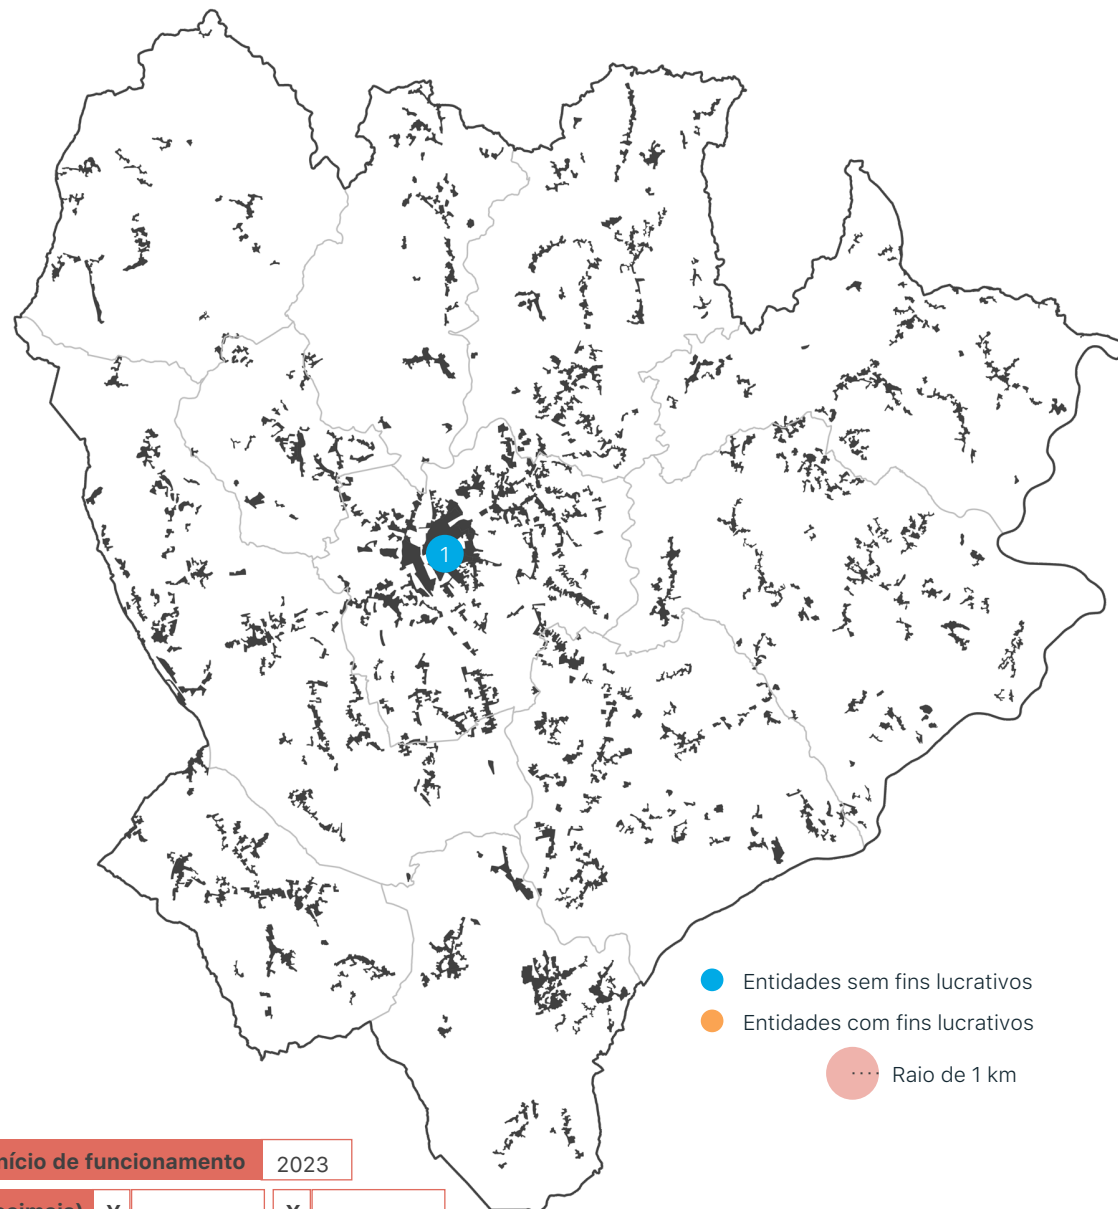 1
Entidades sem fins lucrativos
Entidades com fins lucrativos
Raio de 1 km
nício de funcionamento 2023